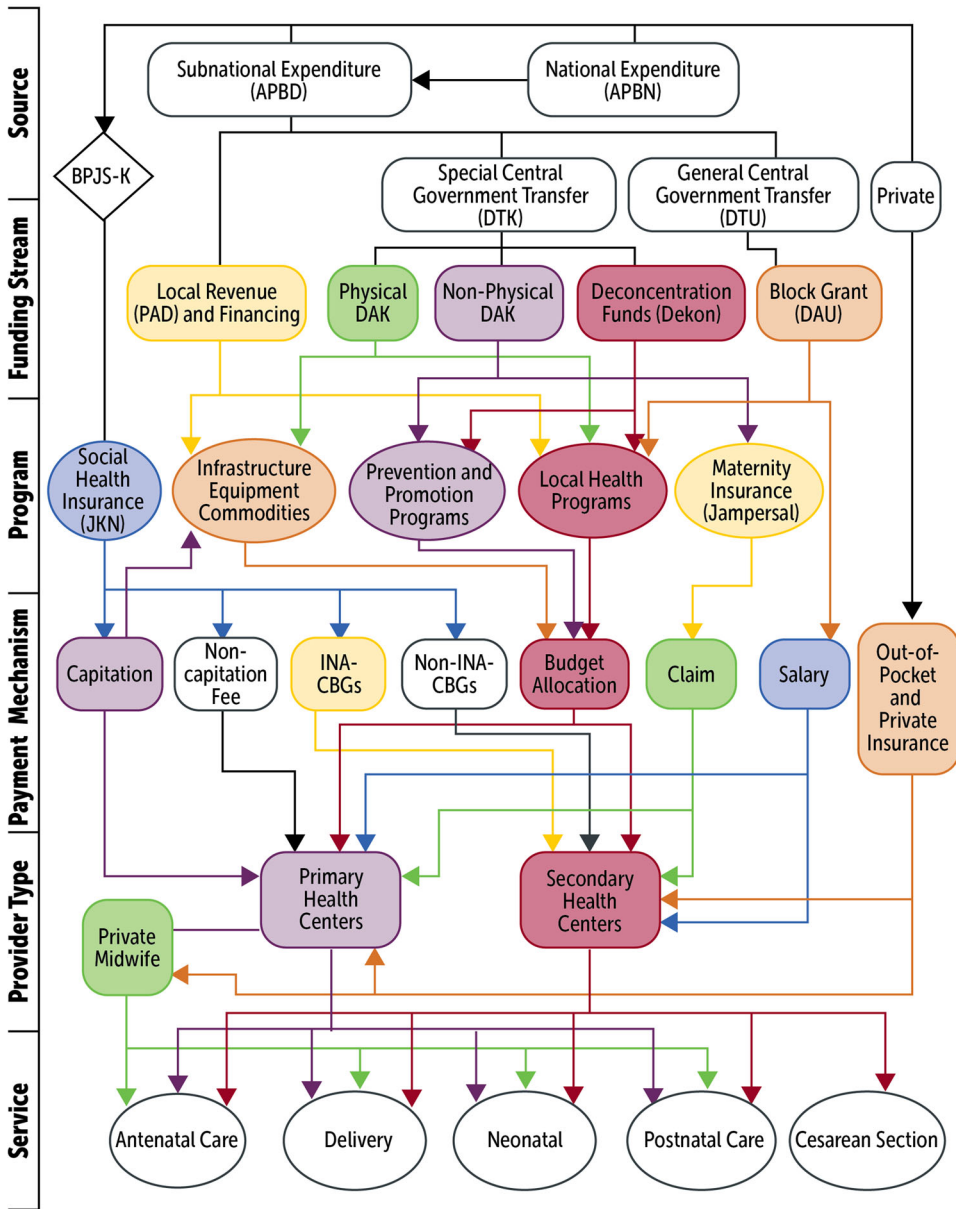 Source
Subnational Expenditure
(APBD)
National Expenditure
(APBN)
BPJS-K
Special Central
Government Transfer
(DTK)
General Central
Government Transfer
(DTU)
Private
Funding Stream
Local Revenue
(PAD) and Financing
Physical
DAK
Non-Physical
DAK
Deconcentration
Funds (Dekon)
Block Grant
(DAU)
Program
Social
Health
Insurance
(JKN)
Infrastructure
Equipment
Commodities
Prevention and
Promotion
Programs
Local Health
Programs
Maternity
Insurance
(Jampersal)
Payment Mechanism
Capitation
Non-
capitation
Fee
INA-
CBGs
Non-INA-
CBGs
Budget
Allocation
Claim
Salary
Out-of-
Pocket
and
Private
Insurance
Provider Type
Primary
Health
Centers
Secondary
Health
Centers
Private
Midwife
Service
Antenatal Care
Delivery
Neonatal
Postnatal Care
Cesarean Section